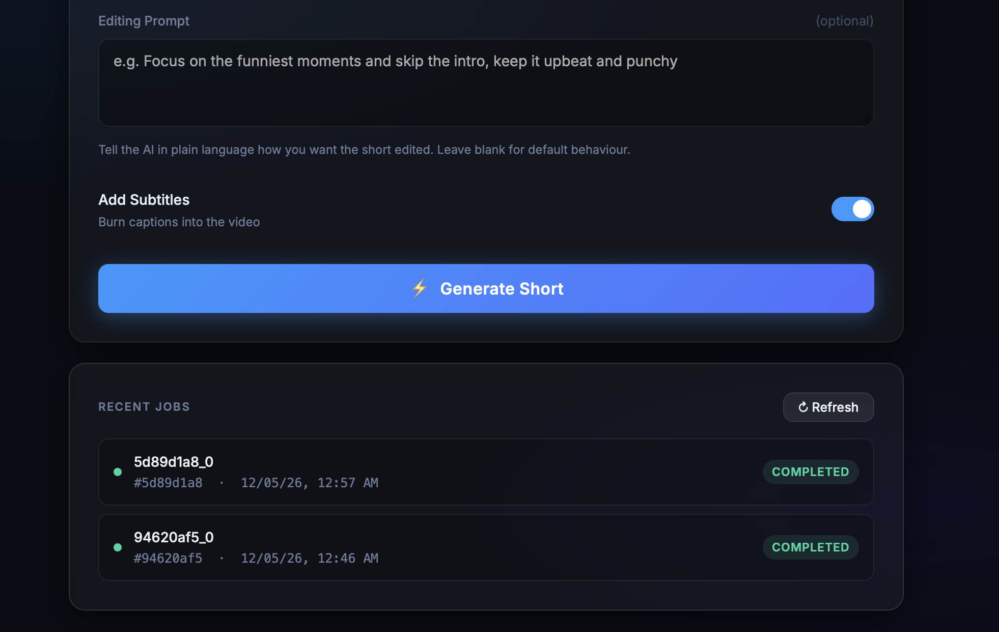 Editing Prompt (optional)
e.g. Focus on the funniest moments and skip the intro, keep it upbeat and punchy
Tell the AI in plain language how you want the short edited. Leave blank for default behaviour.
Add Subtitles
Burn captions into the video
⚡ Generate Short
RECENT JOBS ↻ Refresh
5d89d1a8_0
#5d89d1a8 · 12/05/26, 12:57 AM
COMPLETED
94620af5_0
#94620af5 · 12/05/26, 12:46 AM
COMPLETED